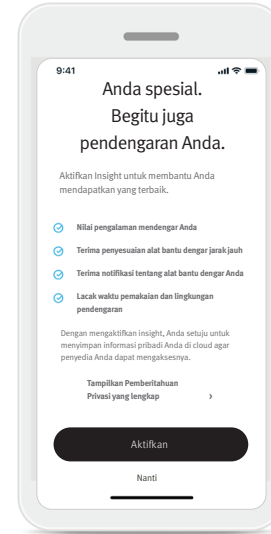 9:41
Anda spesial.
Begitu juga
pendengaran Anda.
Aktifkan Insight untuk membantu Anda
mendapatkan yang terbaik.
Nilai pengalaman mendengar Anda
Terima penyesuaian alat bantu dengar jarak jauh
Terima notifikasi tentang alat bantu dengar Anda
Lacak waktu pemakaian dan lingkungan
pendengaran
Dengan mengaktifkan insight, Anda setuju untuk
menyimpan informasi pribadi Anda di cloud agar
penyedia Anda dapat mengaksesnya.
Tampilkan Pemberitahuan
Privasi yang lengkap
Aktifkan
Nanti